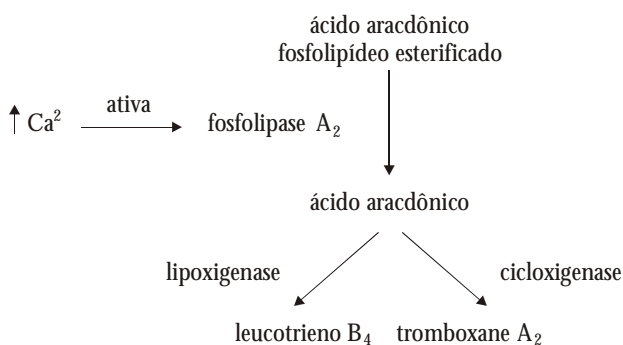 ácido aracdônico
fosfolipídeo esterificado
ativa
Ca²
fosfolipase A₂
ácido aracdônico
lipoxigenase
cicloxigenase
leucotrieno B₄
tromboxane A₂